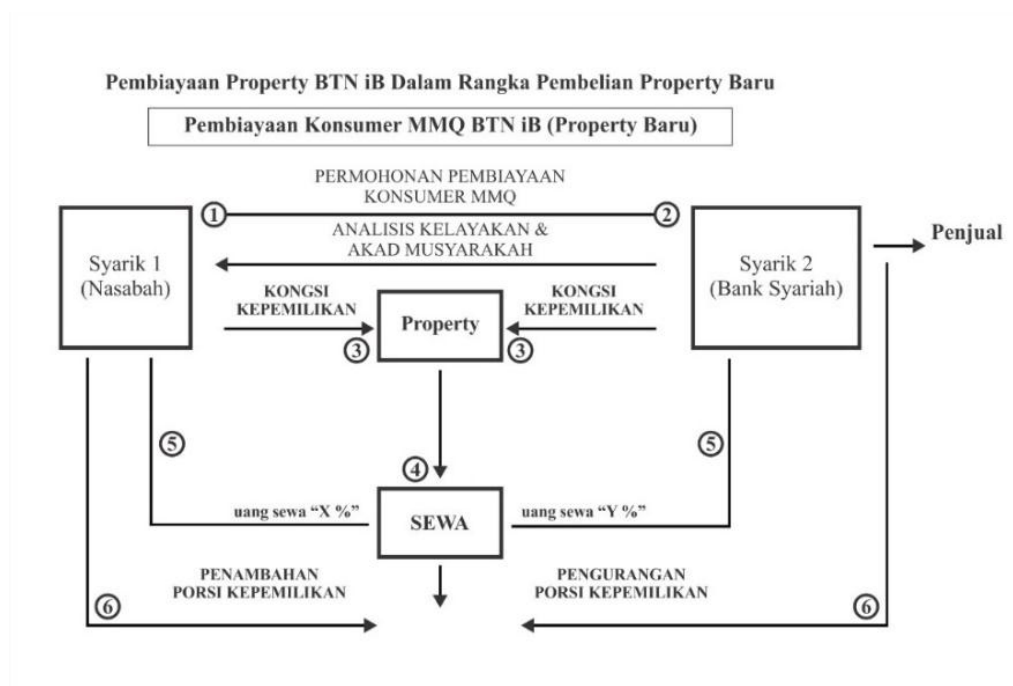 Pembiayaan Property BTN iB Dalam Rangka Pembelian Property Baru
Pembiayaan Konsumer MMQ BTN iB (Property Baru)
PERMOHONAN PEMBIAYAAN
KONSUMER MMQ
1
2
ANALISIS KELAYAKAN &
AKAD MUSYARAKAH
Syarik 1
(Nasabah)
Syarik 2
(Bank Syariah)
Penjual
KONGSI
KEPEMILIKAN
Property
KONGSI
KEPEMILIKAN
3
3
5
4
5
uang sewa “X %”
SEWA
uang sewa “Y %”
PENAMBAHAN
PORSI KEPEMILIKAN
PENGURANGAN
PORSI KEPEMILIKAN
6
6